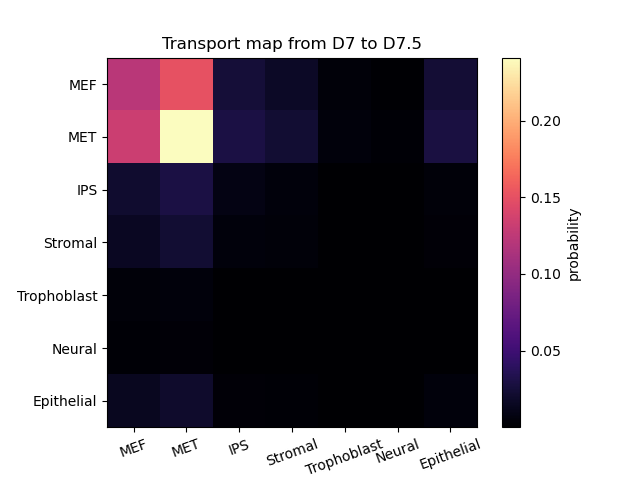 Transport map from D7 to D7.5
MEF
MET
IPS
Stromal
Trophoblast
Neural
Epithelial
MEF
MET
IPS
Stromal
Trophoblast
Neural
Epithelial
0.20
0.15
0.10
0.05
probability